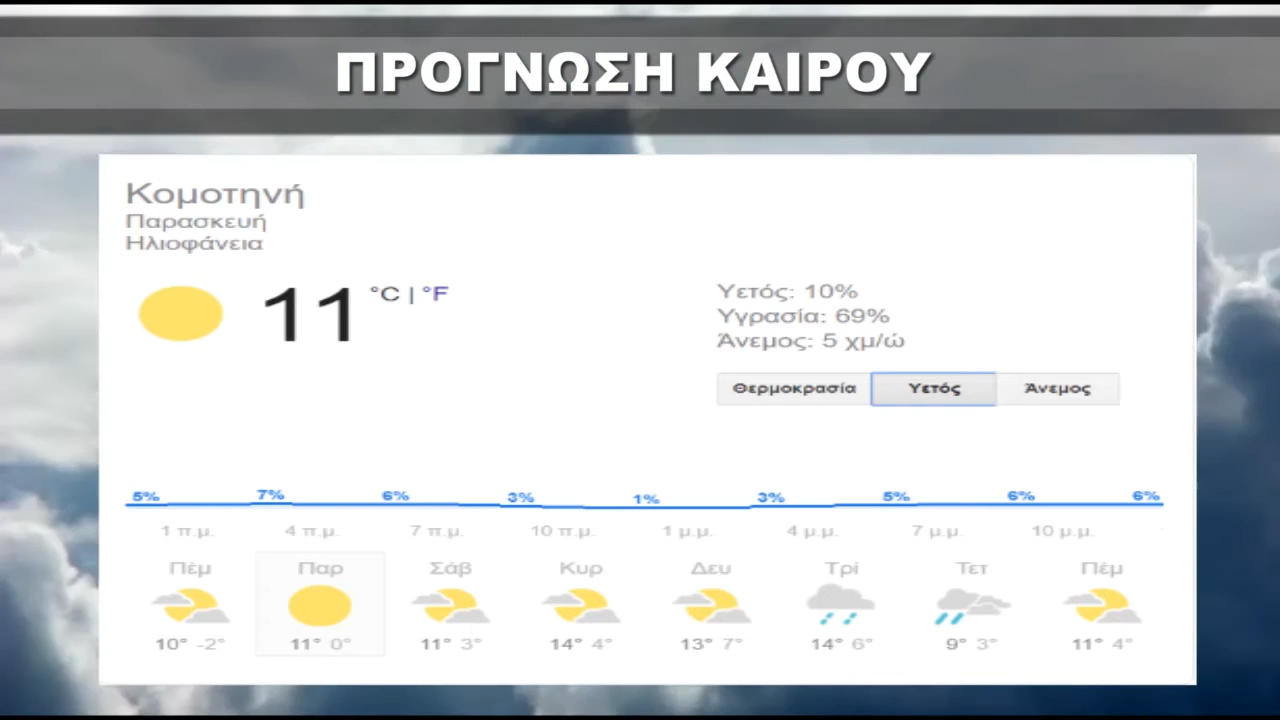 ΠΡΟΓΝΩΣΗ ΚΑΙΡΟΥ
Κομοτηνή
Παρασκευή
Ηλιοφάνεια
11 °C | °F
Υετός: 10%
Υγρασία: 69%
Άνεμος: 5 χμ/ώ
Θερμοκρασία Υετός Άνεμος
5% 7% 6% 3% 1% 3% 5% 6% 6%
1 π.μ. 4 π.μ. 7 π.μ. 10 π.μ. 1 μ.μ. 4 μ.μ. 7 μ.μ. 10 μ.μ.
Πέμ Παρ Σάβ Κυρ Δευ Τρί Τετ Πέμ
10° -2° 11° 0° 11° 3° 14° 4° 13° 7° 14° 6° 9° 3° 11° 4°